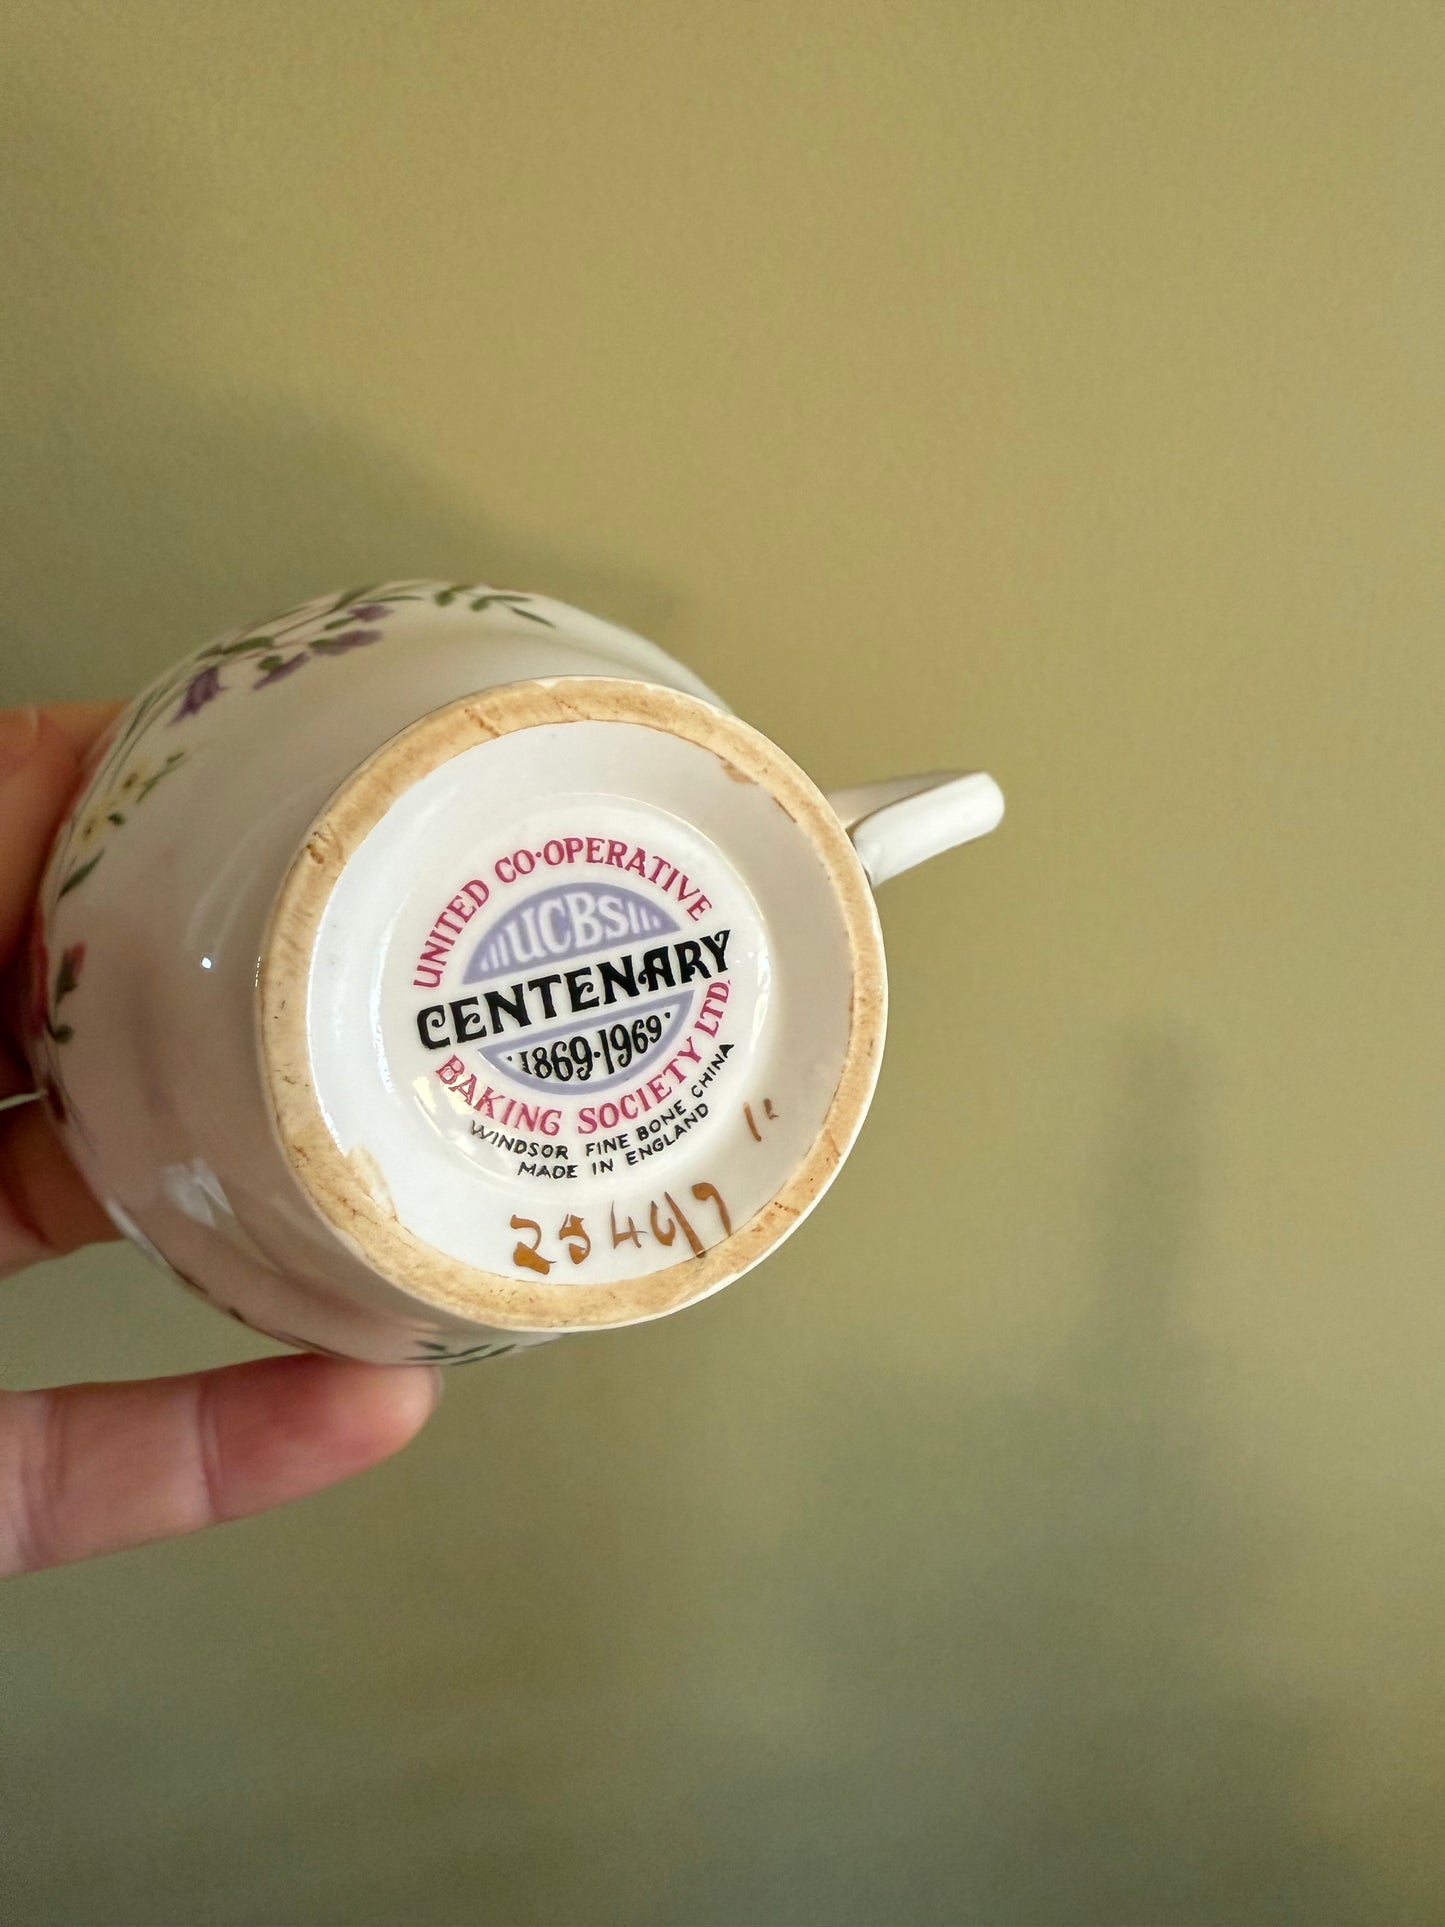 UNITED CO·OPERATIVE
UCBS
CENTENARY
1869·1969
BAKING SOCIETY LTD.
WINDSOR FINE BONE CHINA
MADE IN ENGLAND